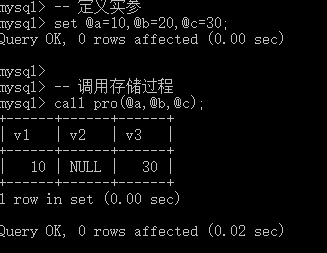 mysql> -- 定义实参
mysql> set @a=10,@b=20,@c=30;
Query OK, 0 rows affected (0.00 sec)
mysql>
mysql> -- 调用存储过程
mysql> call pro(@a,@b,@c);
+------+------+------+
| v1   | v2   | v3   |
+------+------+------+
|   10 | NULL |   30 |
+------+------+------+
1 row in set (0.00 sec)
Query OK, 0 rows affected (0.02 sec)